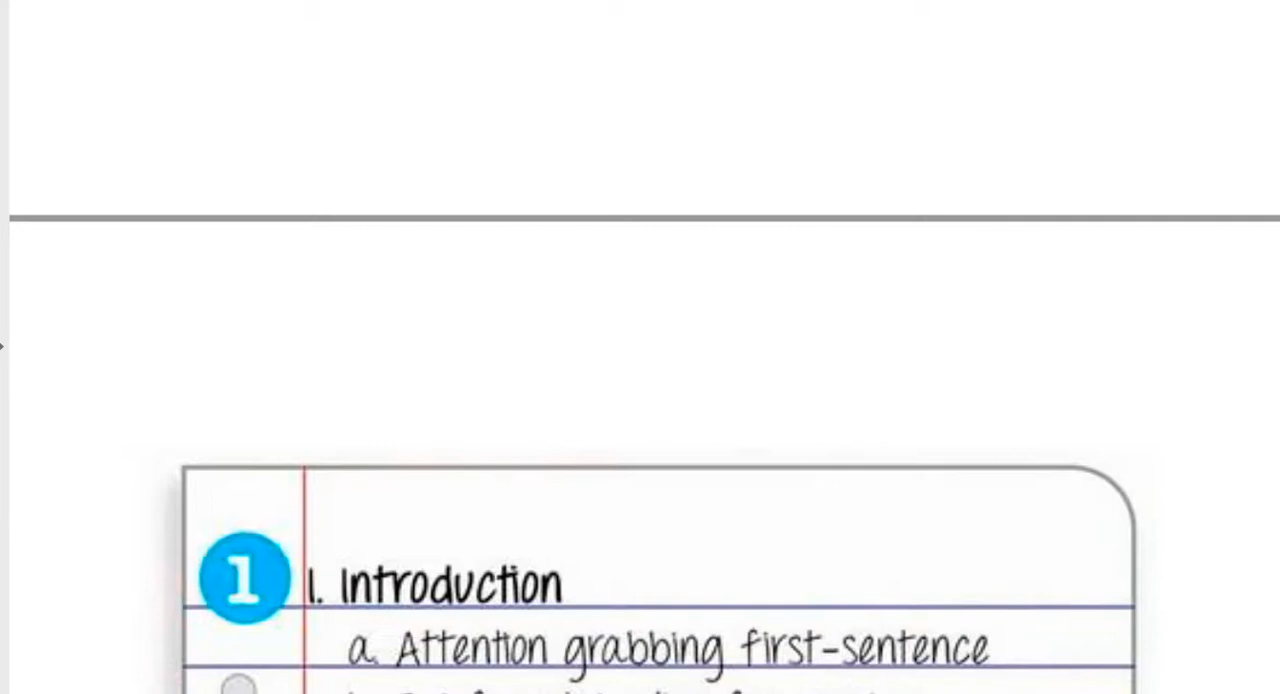 1
I. Introduction
a. Attention grabbing first-sentence